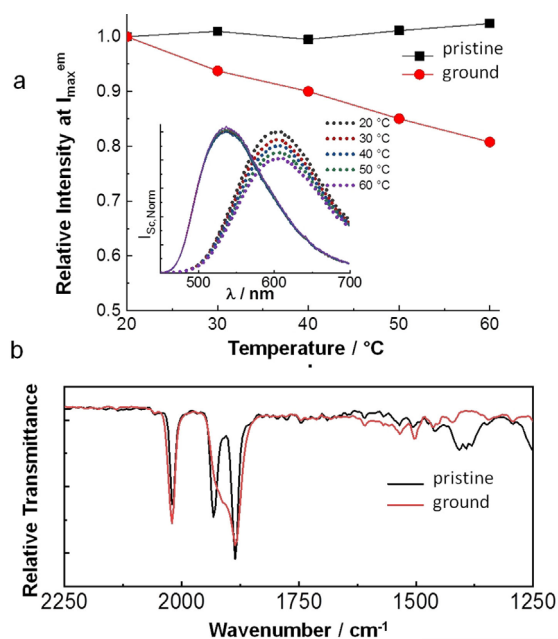 a
Relative Intensity at Imax^em
1.0
0.9
0.8
0.7
0.6
0.5
pristine
ground
20 °C
30 °C
40 °C
50 °C
60 °C
ISc,Norm
500
600
700
λ / nm
20
30
40
50
60
Temperature / °C
b
Relative Transmittance
pristine
ground
2250
2000
1750
1500
1250
Wavenumber / cm-1